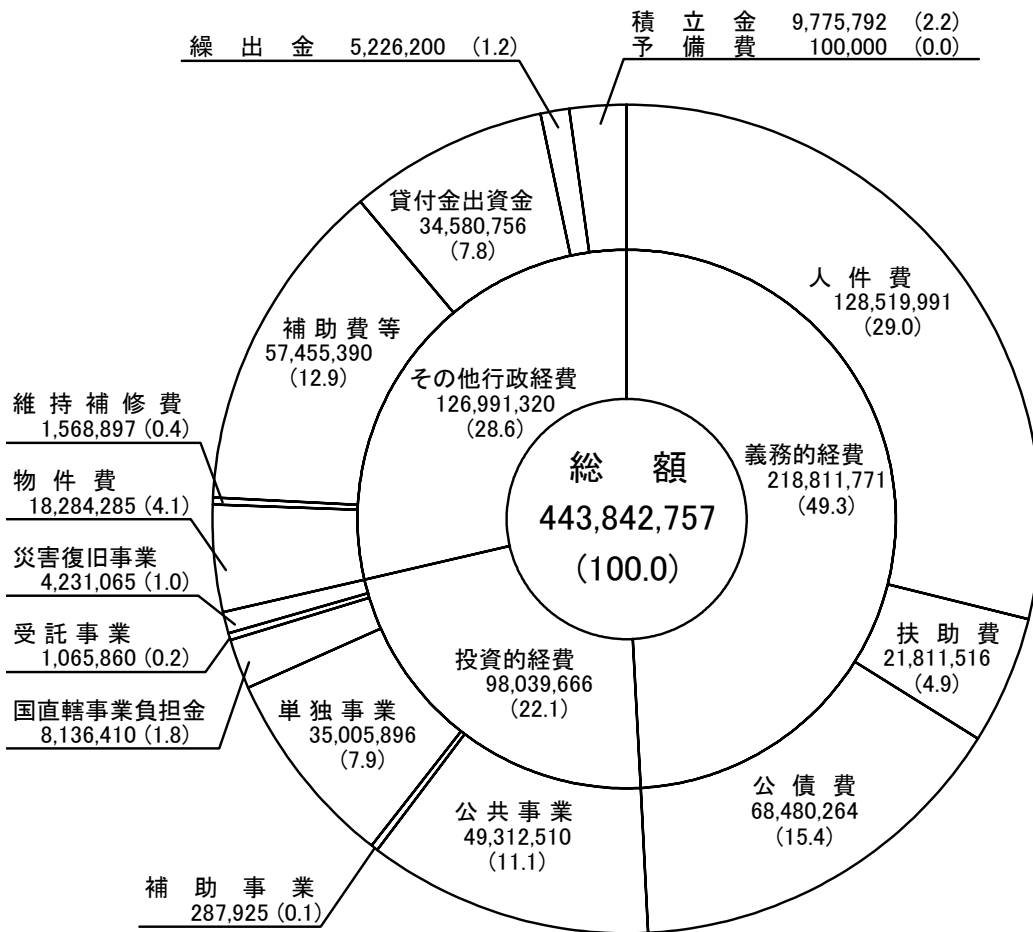 積立金 9,775,792 (2.2)
予備費 100,000 (0.0)
繰出金 5,226,200 (1.2)
貸付金出資金
34,580,756
(7.8)
人件費
128,519,991
(29.0)
補助費等
57,455,390
(12.9)
その他行政経費
126,991,320
(28.6)
維持補修費
1,568,897 (0.4)
総額
443,842,757
(100.0)
義務的経費
218,811,771
(49.3)
物件費
18,284,285 (4.1)
災害復旧事業
4,231,065 (1.0)
受託事業
1,065,860 (0.2)
扶助費
21,811,516
(4.9)
投資的経費
98,039,666
(22.1)
国直轄事業負担金
8,136,410 (1.8)
単独事業
35,005,896
(7.9)
公債費
68,480,264
(15.4)
公共事業
49,312,510
(11.1)
補助事業
287,925 (0.1)